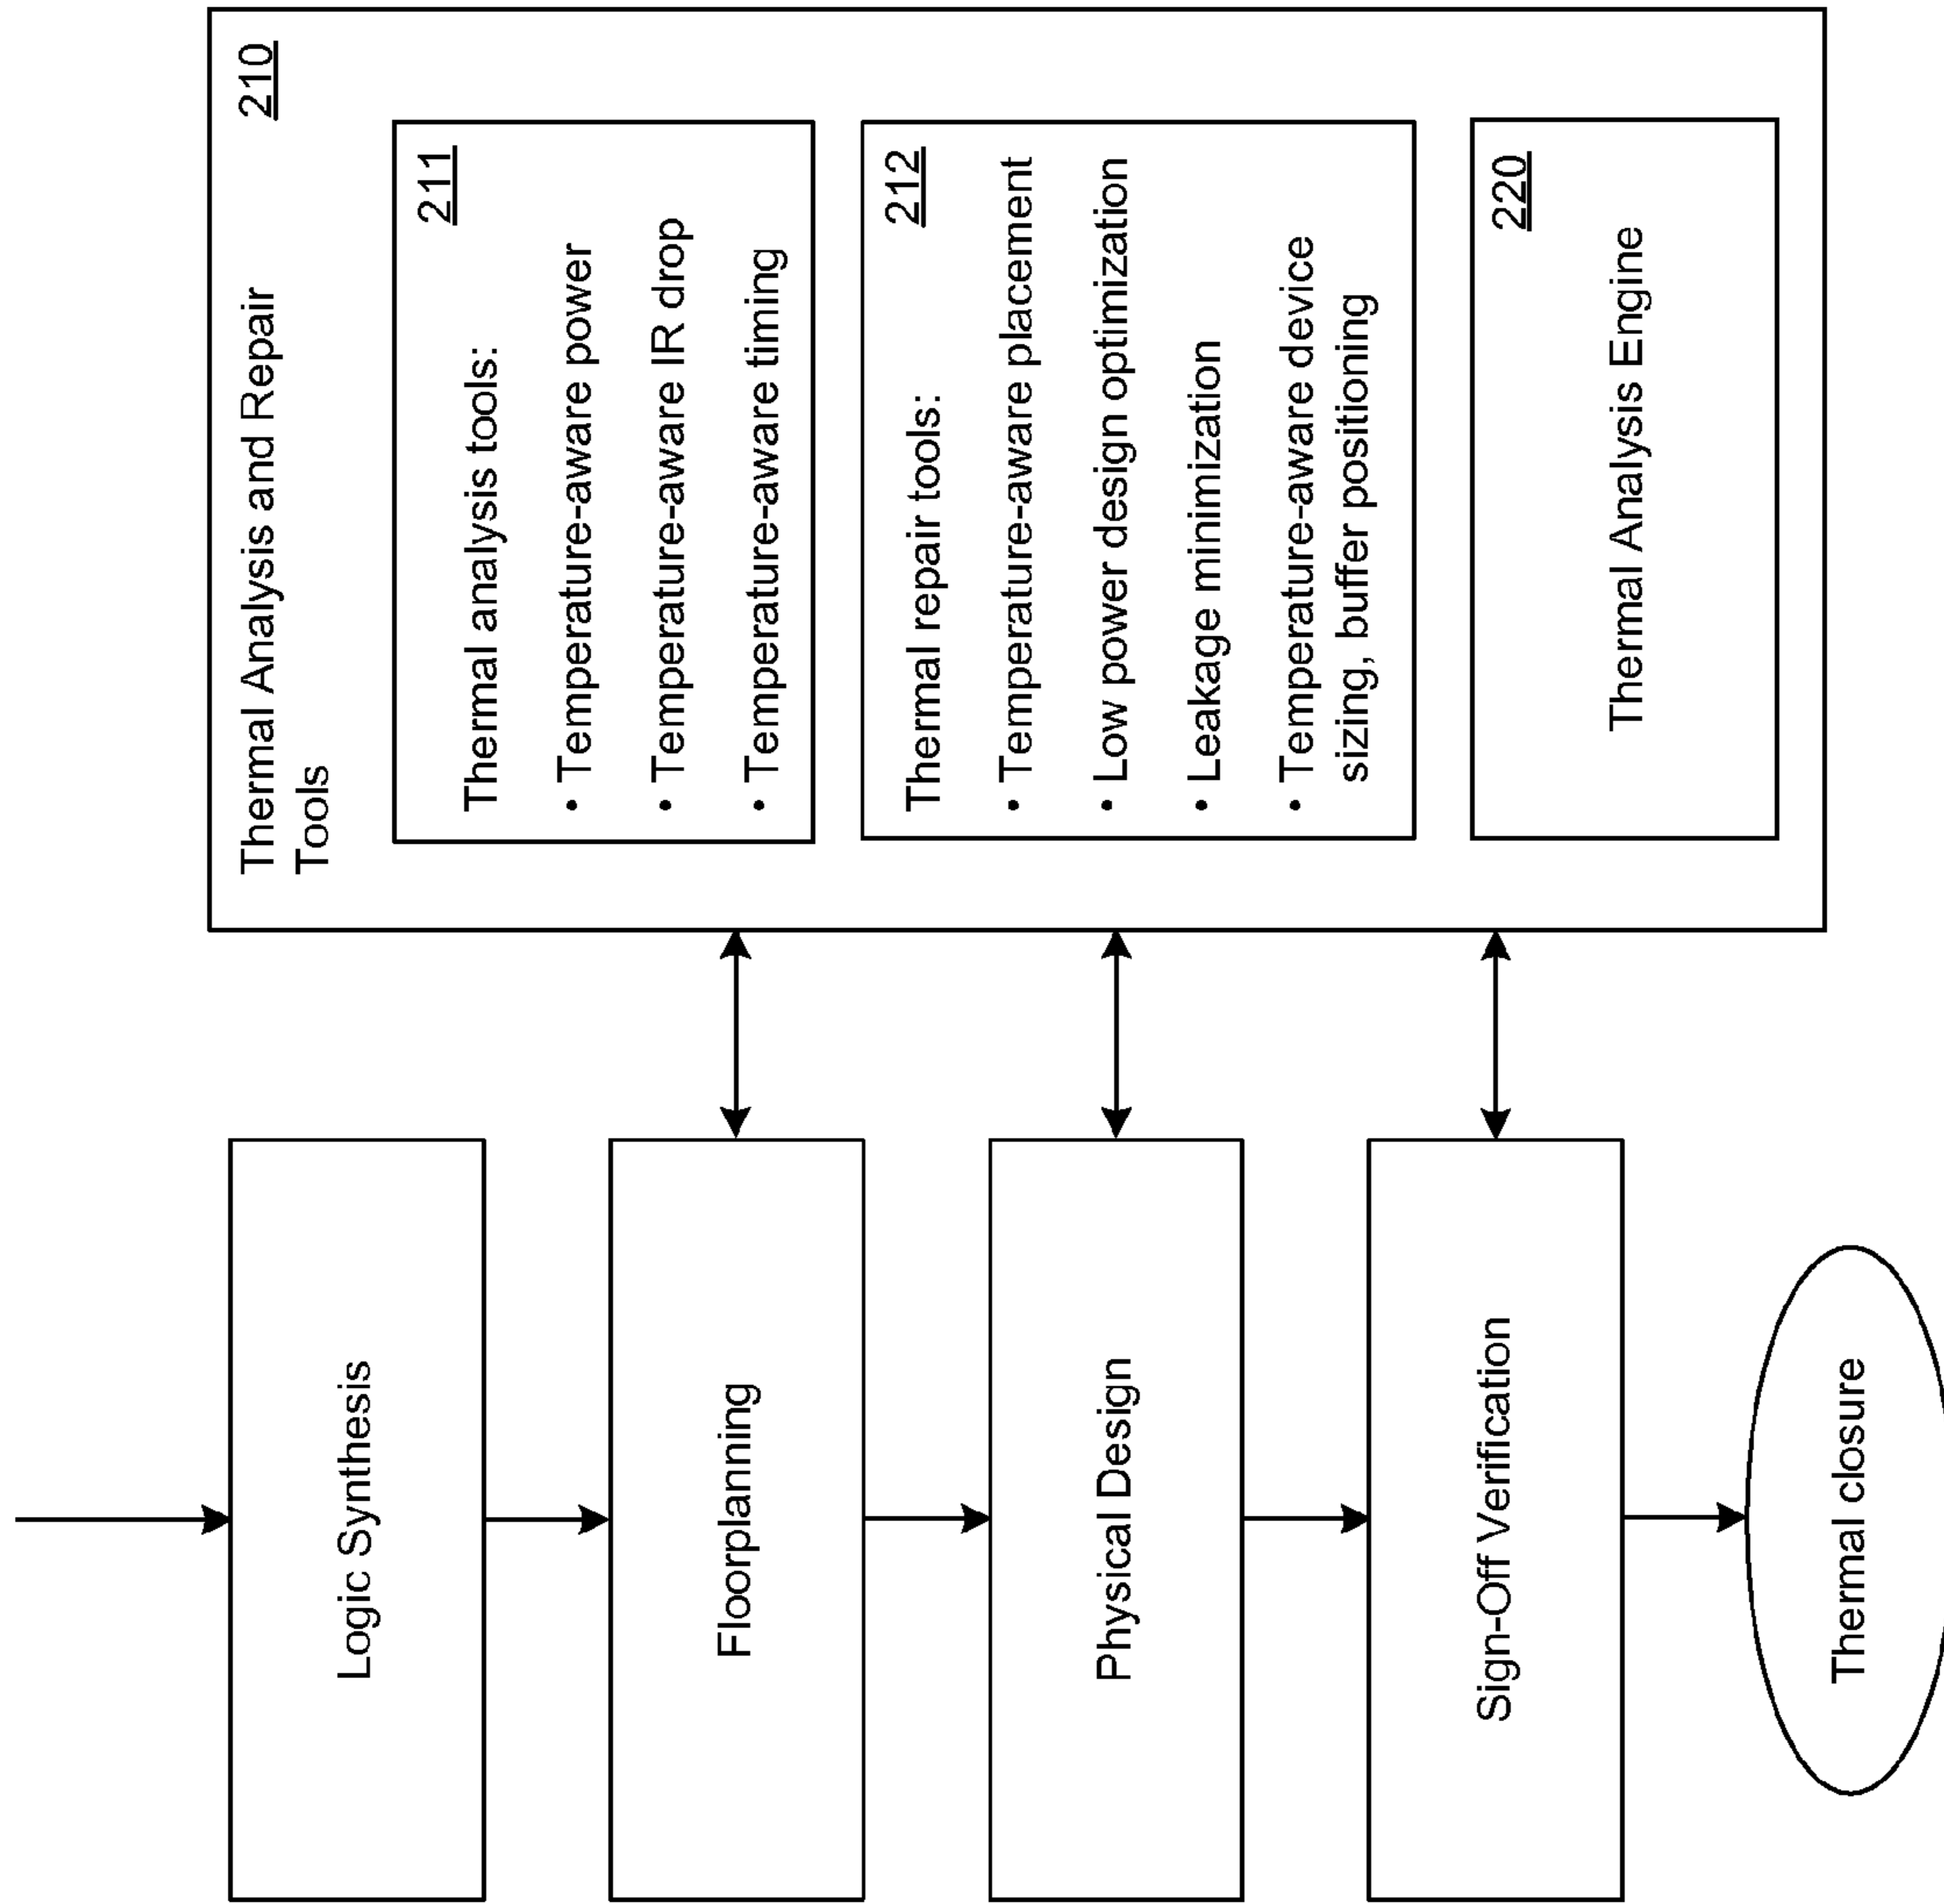 Logic Synthesis
Floorplanning
Physical Design
Sign-Off Verification
Thermal closure
Thermal Analysis and Repair
Tools
210
211
Thermal analysis tools:
• Temperature-aware power
• Temperature-aware IR drop
• Temperature-aware timing
212
Thermal repair tools:
• Temperature-aware placement
• Low power design optimization
• Leakage minimization
• Temperature-aware device
sizing, buffer positioning
220
Thermal Analysis Engine